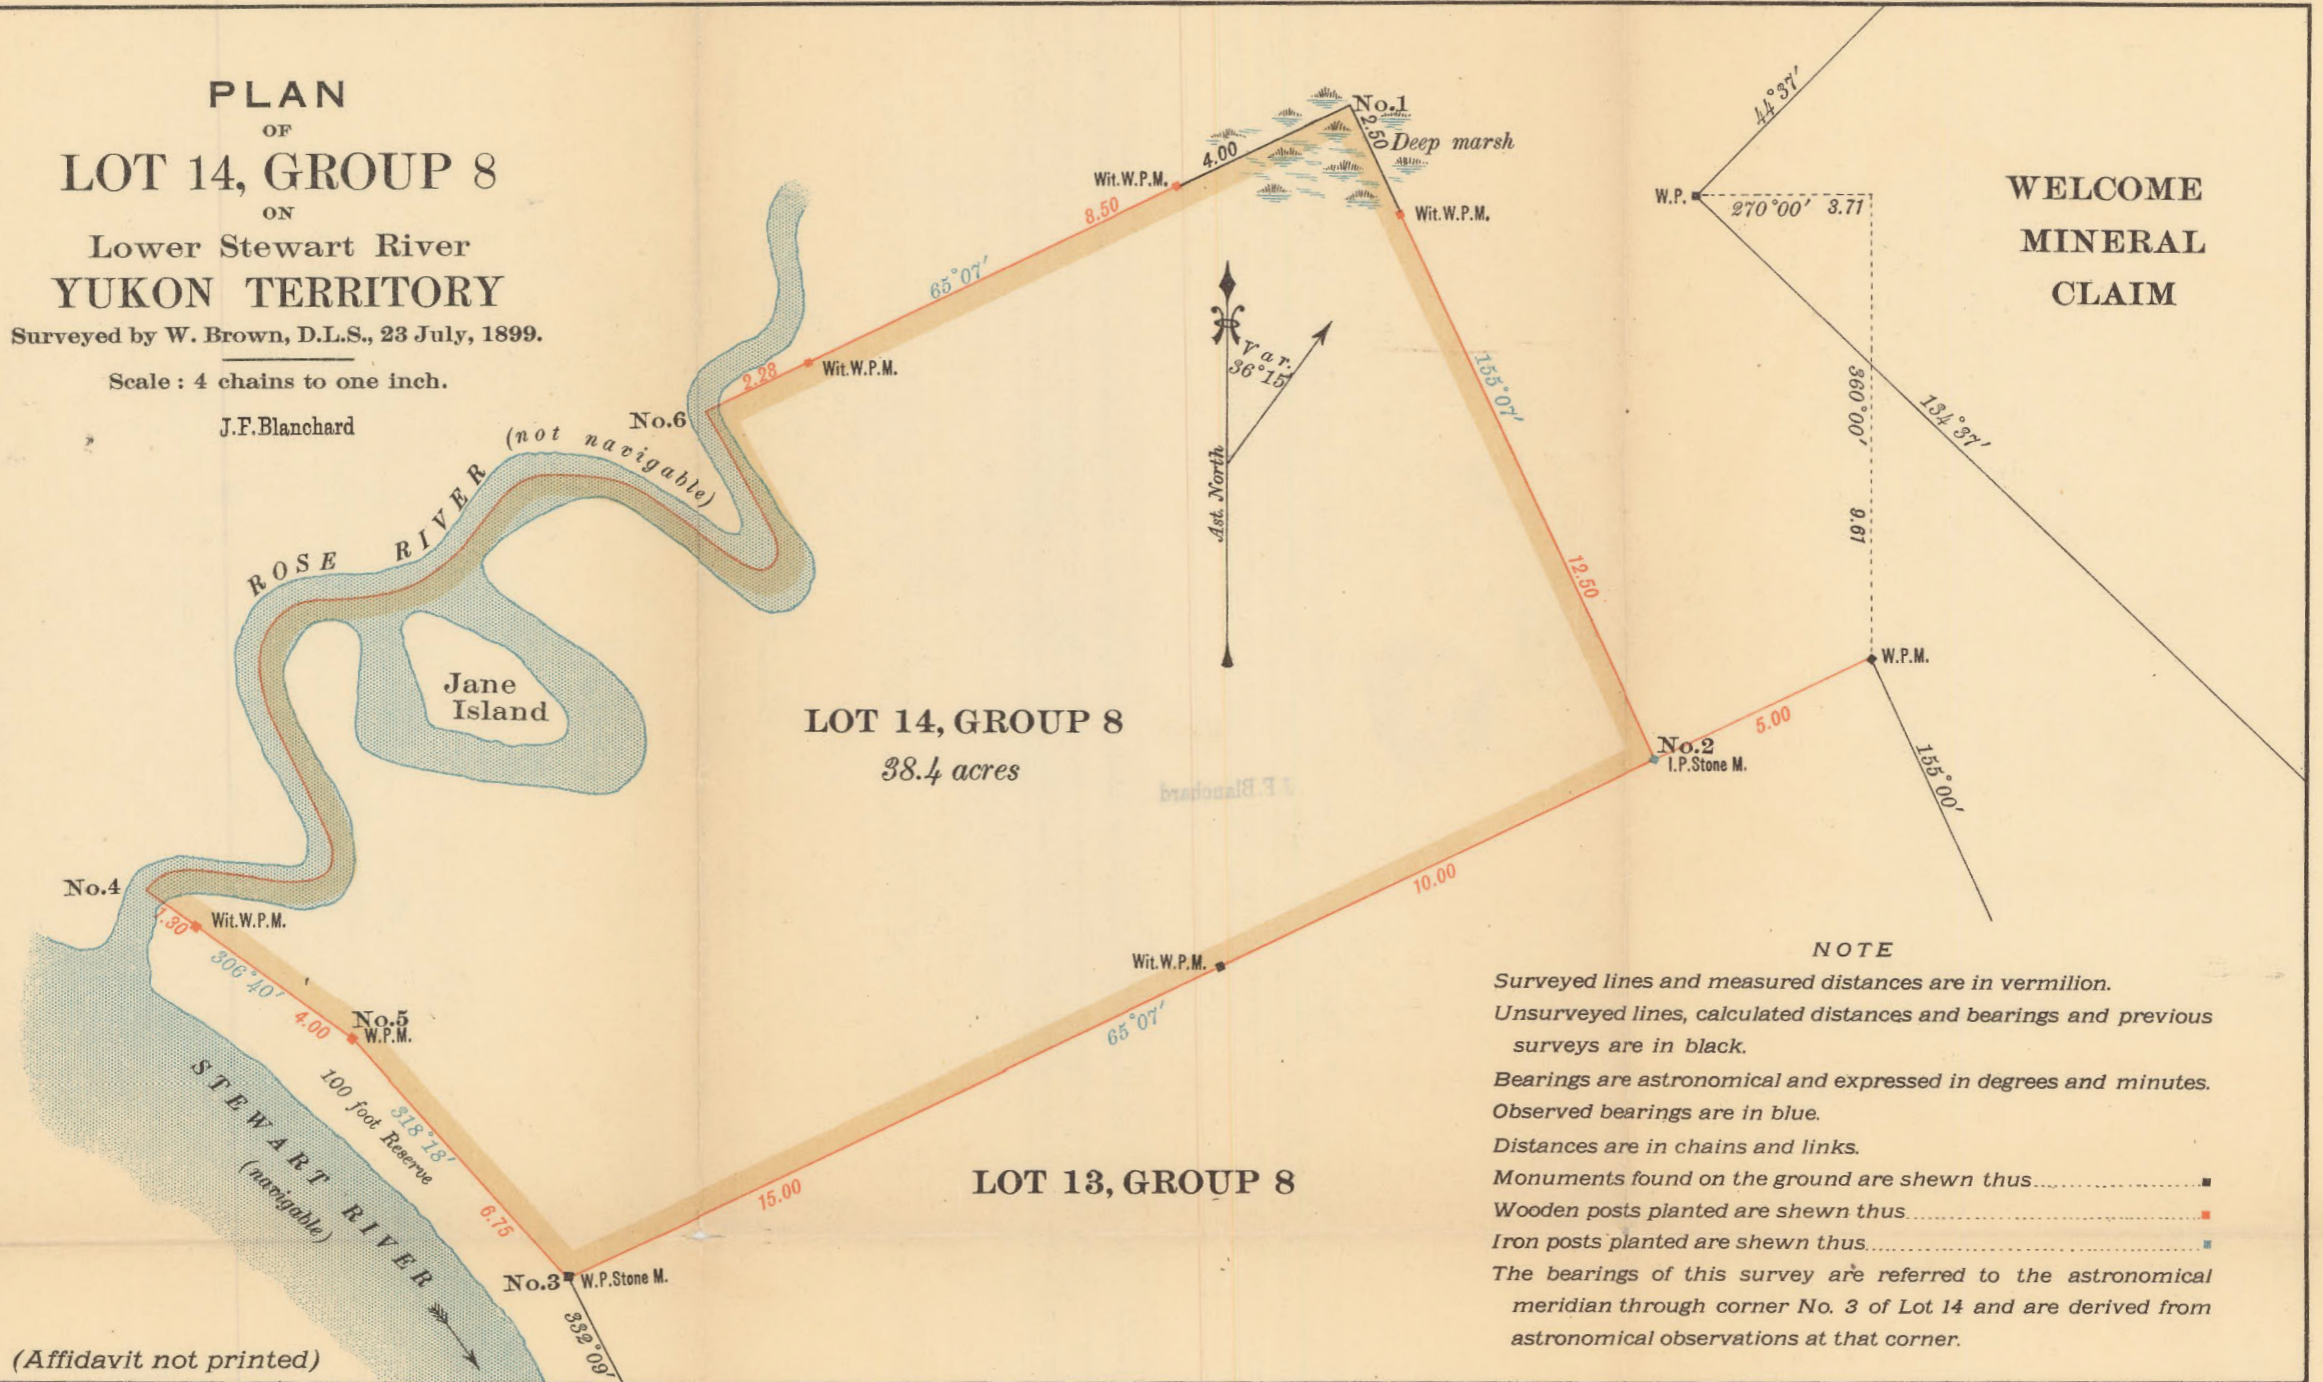 PLAN
OF
LOT 14, GROUP 8
ON
Lower Stewart River
YUKON TERRITORY
Surveyed by W. Brown, D.L.S., 23 July, 1899.
Scale : 4 chains to one inch.
J.F.Blanchard
No.1
2.50
Deep marsh
4.00
Wit.W.P.M.
8.50
65°07'
Wit.W.P.M.
2.28
No.6
Wit.W.P.M.
155°07'
12.50
Var.
36°15'
Ast. North
44°37'
W.P.
270°00' 3.71
WELCOME
MINERAL
CLAIM
360°00' 9.61
134°37'
W.P.M.
5.00
155°00'
No.2
I.P.Stone M.
ROSE RIVER (not navigable)
Jane
Island
LOT 14, GROUP 8
38.4 acres
J.F.Blanchard
10.00
Wit.W.P.M.
65°07'
15.00
LOT 13, GROUP 8
No.4
1.30
Wit.W.P.M.
306°40'
4.00
No.5
W.P.M.
100 foot Reserve
318°18'
6.75
STEWART RIVER
(navigable)
No.3
W.P.Stone M.
332°09'
(Affidavit not printed)
NOTE
Surveyed lines and measured distances are in vermilion.
Unsurveyed lines, calculated distances and bearings and previous
surveys are in black.
Bearings are astronomical and expressed in degrees and minutes.
Observed bearings are in blue.
Distances are in chains and links.
Monuments found on the ground are shewn thus
Wooden posts planted are shewn thus
Iron posts planted are shewn thus
The bearings of this survey are referred to the astronomical
meridian through corner No. 3 of Lot 14 and are derived from
astronomical observations at that corner.